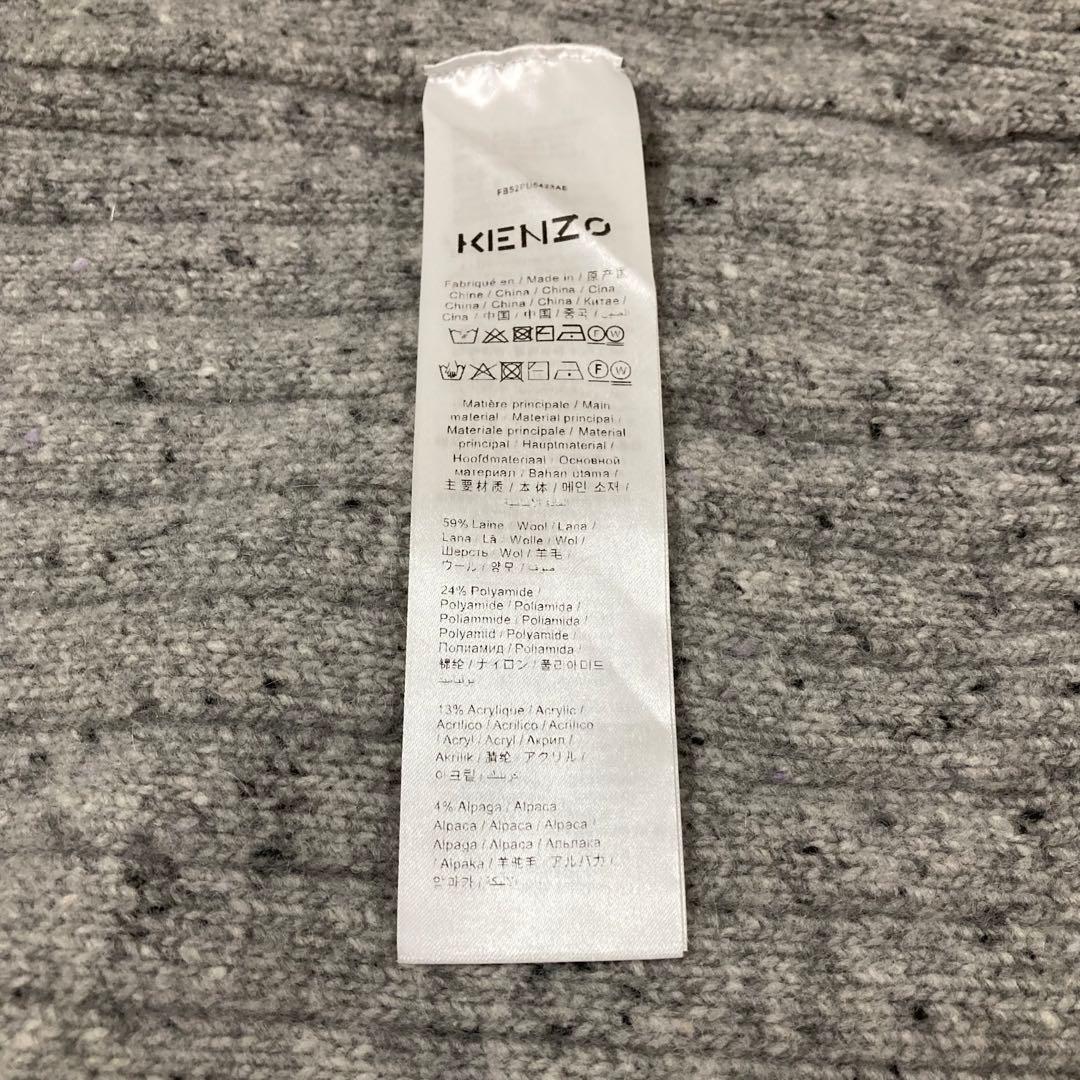 KENZO
Fabriqué en / Made in / 原产国
Chine / China / China / Cina
China / China / China / Китае /
Cina / 中国 / 中国 / 중국 / الصين
F W
F W
Matière principale / Main
material / Material principal /
Materiale principale / Material
principal / Hauptmaterial /
Hoofdmateriaal / Основной
материал / Bahan utama /
主要材质 / 本体 / 메인 소재 /
59% Laine / Wool / Lana /
Lana / Lã / Wolle / Wol /
Шерсть / Wol / 羊毛 /
ウール / 양모 / صوف
24% Polyamide /
Polyamide / Poliamida /
Poliammide / Poliamida /
Polyamid / Polyamide /
Полиамид / Poliamida /
锦纶 / ナイロン / 폴리아미드
13% Acrylique / Acrylic /
Acrílico / Acrilico / Acrílico
/ Acryl / Acryl / Акрил /
Akrilik / 腈纶 / アクリル /
아크릴 /
4% Alpaga / Alpaca
Alpaca / Alpaca / Alpaca /
Alpaga / Alpaca / Альпака
/ Alpaka / 羊驼毛 / アルパカ /
알파카 /